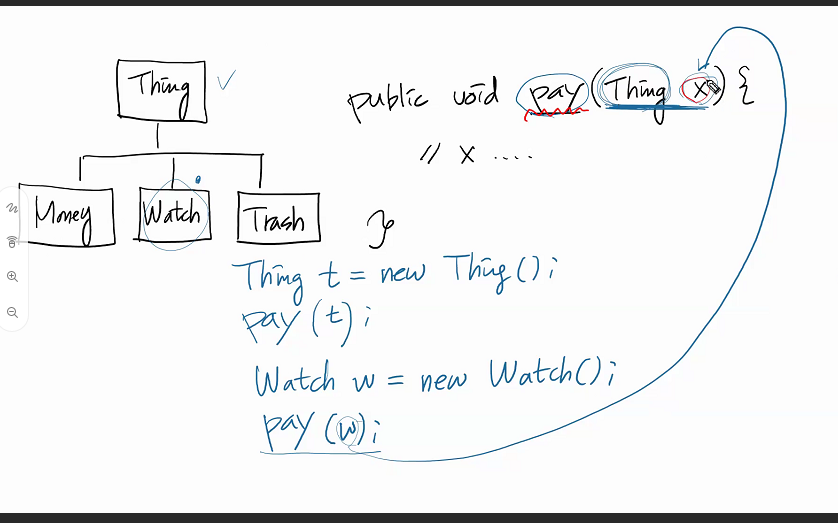 Thing
public void pay (Thing x) {
// x ....
Money
Watch
Trash
}
Thing t = new Thing();
pay (t);
Watch w = new Watch();
pay (w);